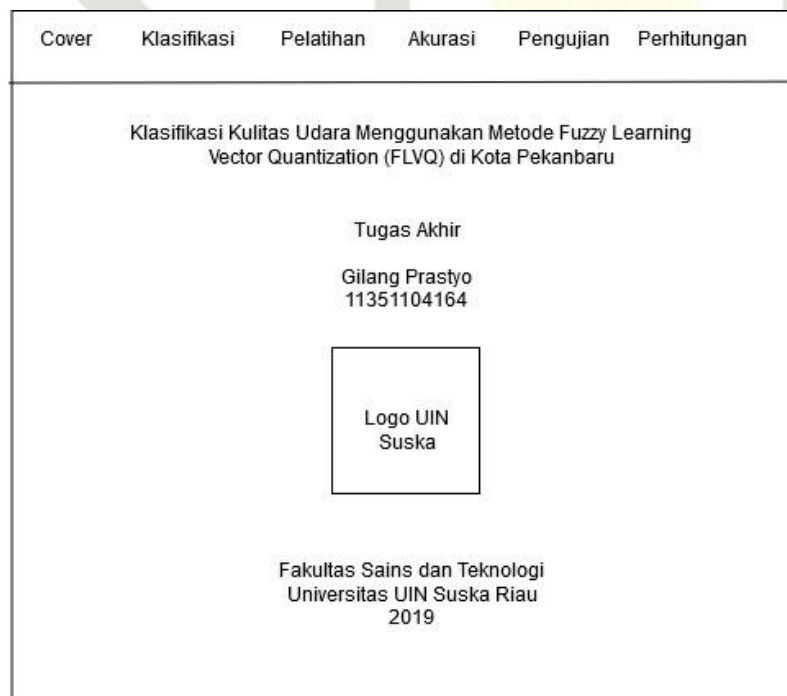 Cover Klasifikasi Pelatihan Akurasi Pengujian Perhitungan
Klasifikasi Kulitas Udara Menggunakan Metode Fuzzy Learning
Vector Quantization (FLVQ) di Kota Pekanbaru
Tugas Akhir
Gilang Prastyo
11351104164
Logo UIN
Suska
Fakultas Sains dan Teknologi
Universitas UIN Suska Riau
2019